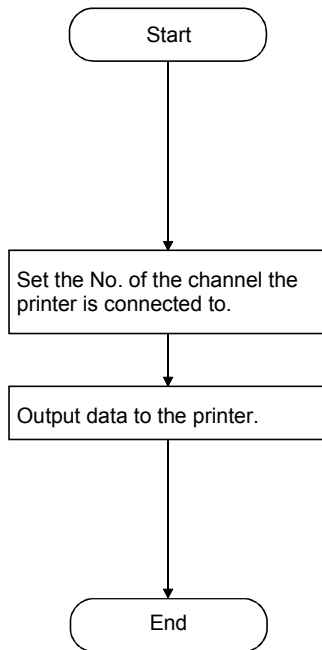 Start
Set the No. of the channel the
printer is connected to.
Output data to the printer.
End